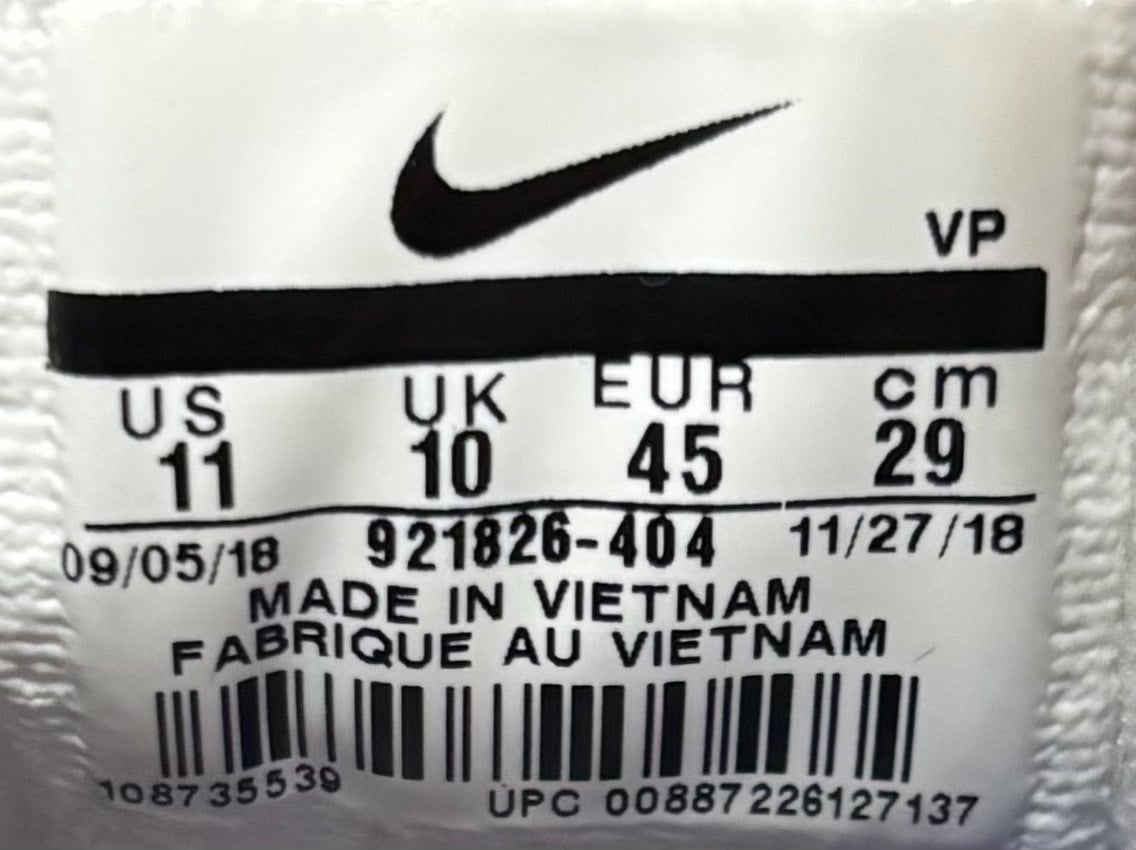 VP
US UK EUR cm
11 10 45 29
09/05/18 921826-404 11/27/18
MADE IN VIETNAM
FABRIQUE AU VIETNAM
108735539 UPC 00887226127137